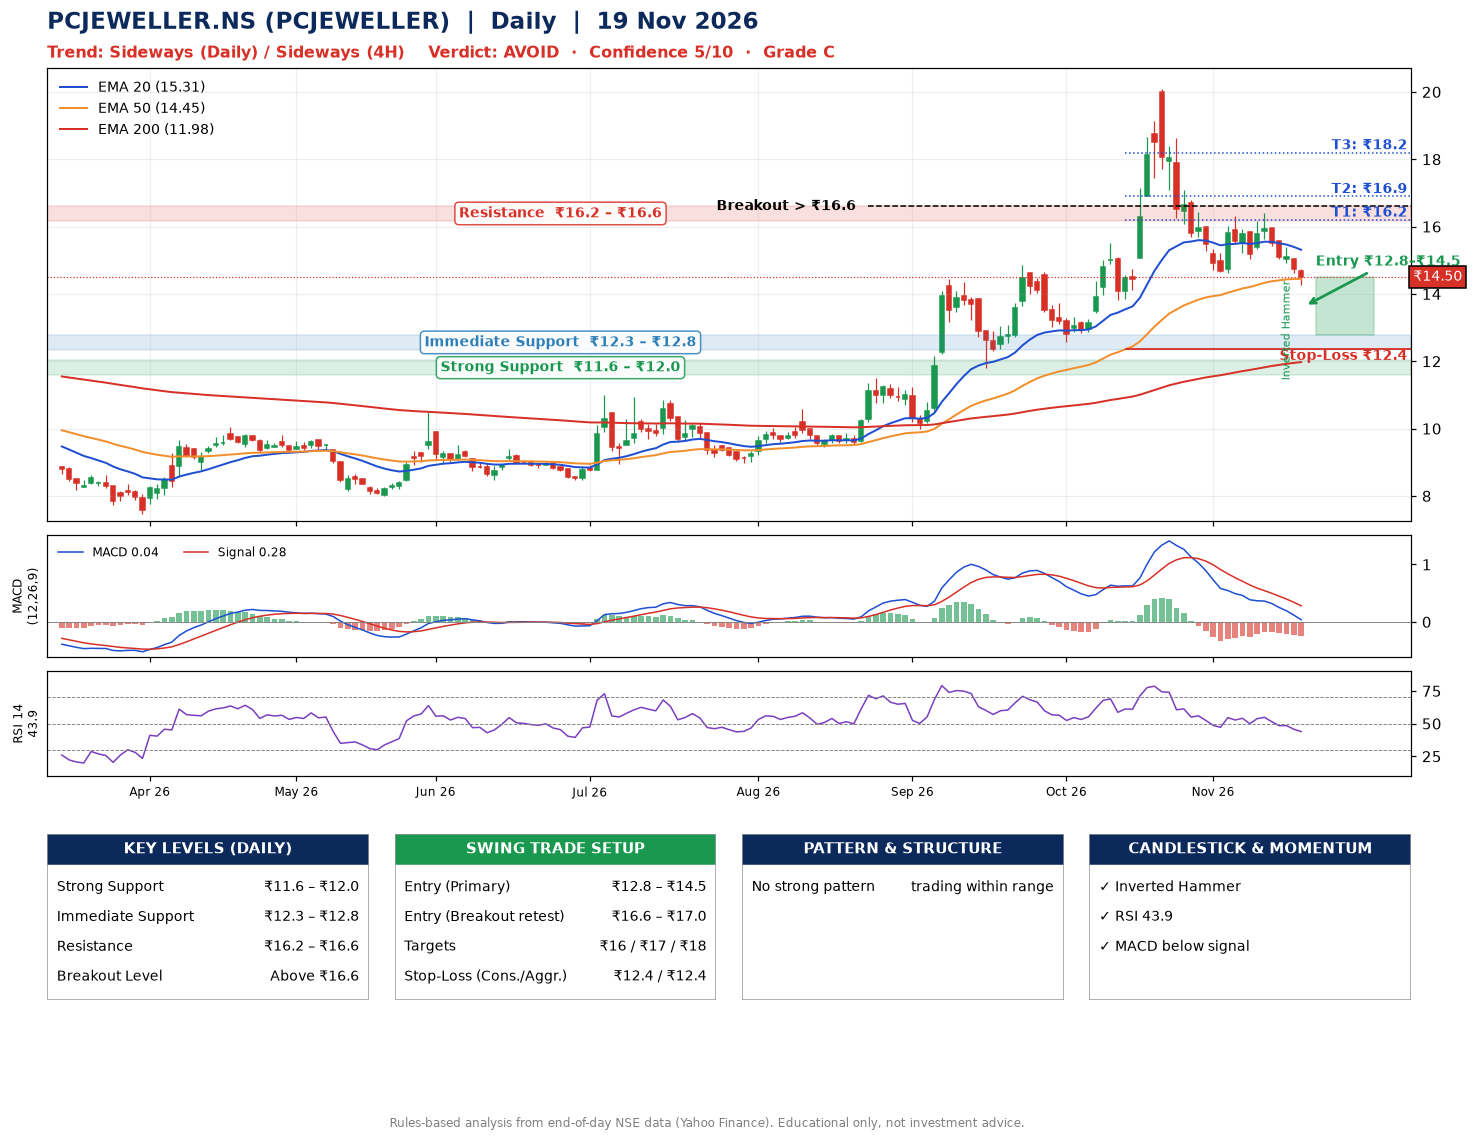 PCJEWELLER.NS (PCJEWELLER) | Daily | 19 Nov 2026
Trend: Sideways (Daily) / Sideways (4H) Verdict: AVOID · Confidence 5/10 · Grade C
EMA 20 (15.31)
EMA 50 (14.45)
EMA 200 (11.98)
20
18
16
14
12
10
8
T3: ₹18.2
T2: ₹16.9
T1: ₹16.2
Breakout > ₹16.6
Resistance ₹16.2 – ₹16.6
Entry ₹12.8-₹14.5
₹14.50
Inverted Hammer
Immediate Support ₹12.3 – ₹12.8
Stop-Loss ₹12.4
Strong Support ₹11.6 – ₹12.0
MACD 0.04
Signal 0.28
MACD
(12,26,9)
1
0
RSI 14
43.9
75
50
25
Apr 26
May 26
Jun 26
Jul 26
Aug 26
Sep 26
Oct 26
Nov 26
KEY LEVELS (DAILY)
Strong Support ₹11.6 – ₹12.0
Immediate Support ₹12.3 – ₹12.8
Resistance ₹16.2 – ₹16.6
Breakout Level Above ₹16.6
SWING TRADE SETUP
Entry (Primary) ₹12.8 – ₹14.5
Entry (Breakout retest) ₹16.6 – ₹17.0
Targets ₹16 / ₹17 / ₹18
Stop-Loss (Cons./Aggr.) ₹12.4 / ₹12.4
PATTERN & STRUCTURE
No strong pattern trading within range
CANDLESTICK & MOMENTUM
✓ Inverted Hammer
✓ RSI 43.9
✓ MACD below signal
Rules-based analysis from end-of-day NSE data (Yahoo Finance). Educational only, not investment advice.